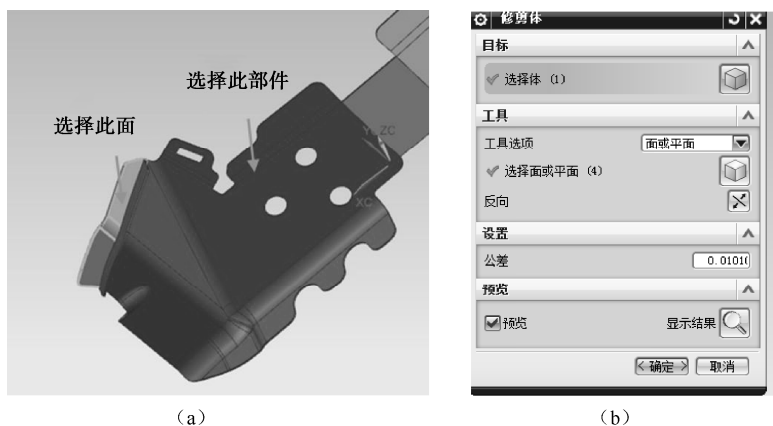 选择此部件
选择此面
YC ZC
XC
(a)
修剪体
目标
选择体 (1)
工具
工具选项
面或平面
选择面或平面 (4)
反向
设置
公差
0.0101
预览
预览
显示结果
< 确定 >
取消
(b)